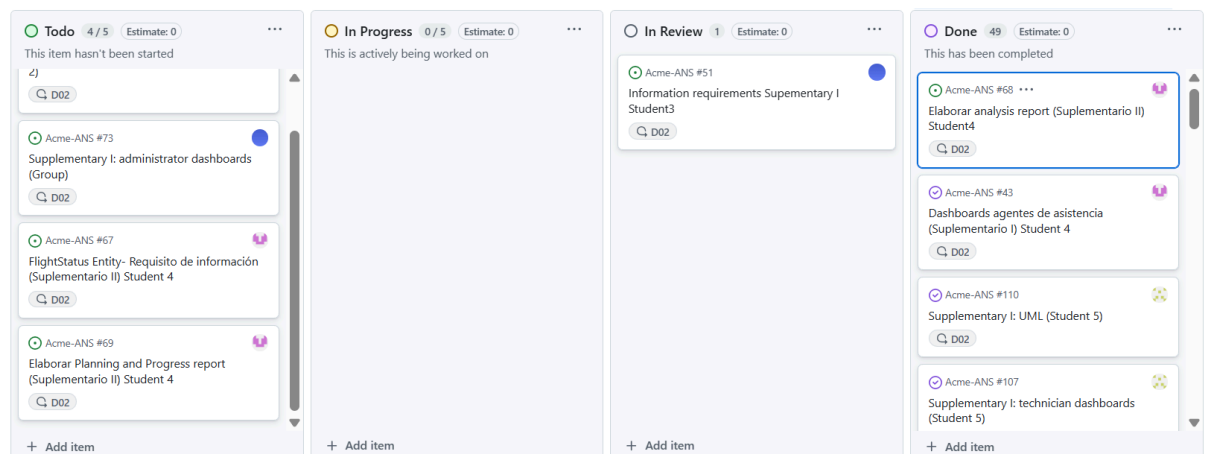 Todo 4 / 5 Estimate: 0
This item hasn't been started
2)
D02
Acme-ANS #73
Supplementary I: administrator dashboards
(Group)
D02
Acme-ANS #67
FlightStatus Entity- Requisito de información
(Suplementario II) Student 4
D02
Acme-ANS #69
Elaborar Planning and Progress report
(Suplementario II) Student 4
D02
+ Add item
In Progress 0 / 5 Estimate: 0
This is actively being worked on
+ Add item
In Review 1 Estimate: 0
Acme-ANS #51
Information requirements Supementary I
Student3
D02
+ Add item
Done 49 Estimate: 0
This has been completed
Acme-ANS #68
Elaborar analysis report (Suplementario II)
Student4
D02
Acme-ANS #43
Dashboards agentes de asistencia
(Suplementario I) Student 4
D02
Acme-ANS #110
Supplementary I: UML (Student 5)
D02
Acme-ANS #107
Supplementary I: technician dashboards
(Student 5)
+ Add item